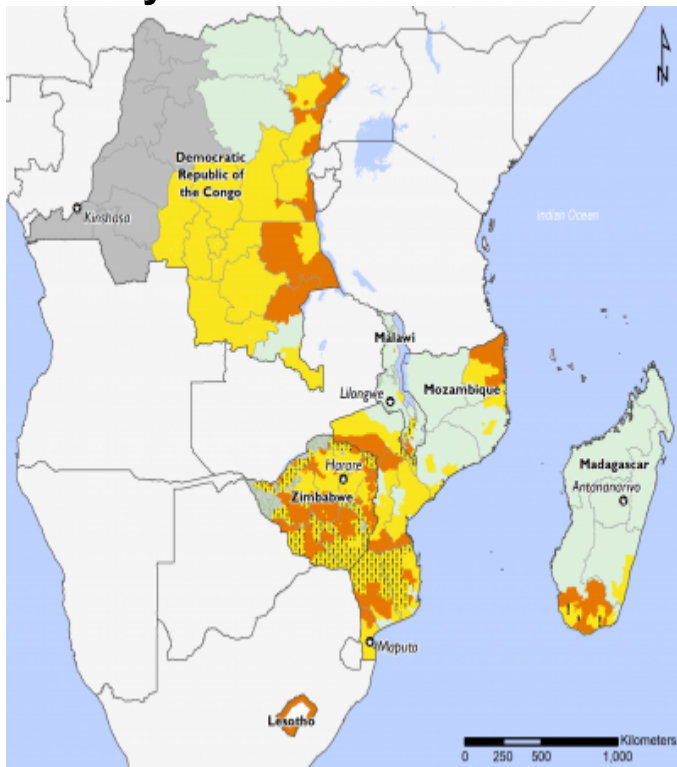 N
Democratic
Republic of
the Congo
Kinshasa
Indian Ocean
Malawi
Mozambique
Lilongwe
Harare
Zimbabwe
Madagascar
Antananarivo
Maputo
Lesotho
Kilometers
0 250 500 1,000